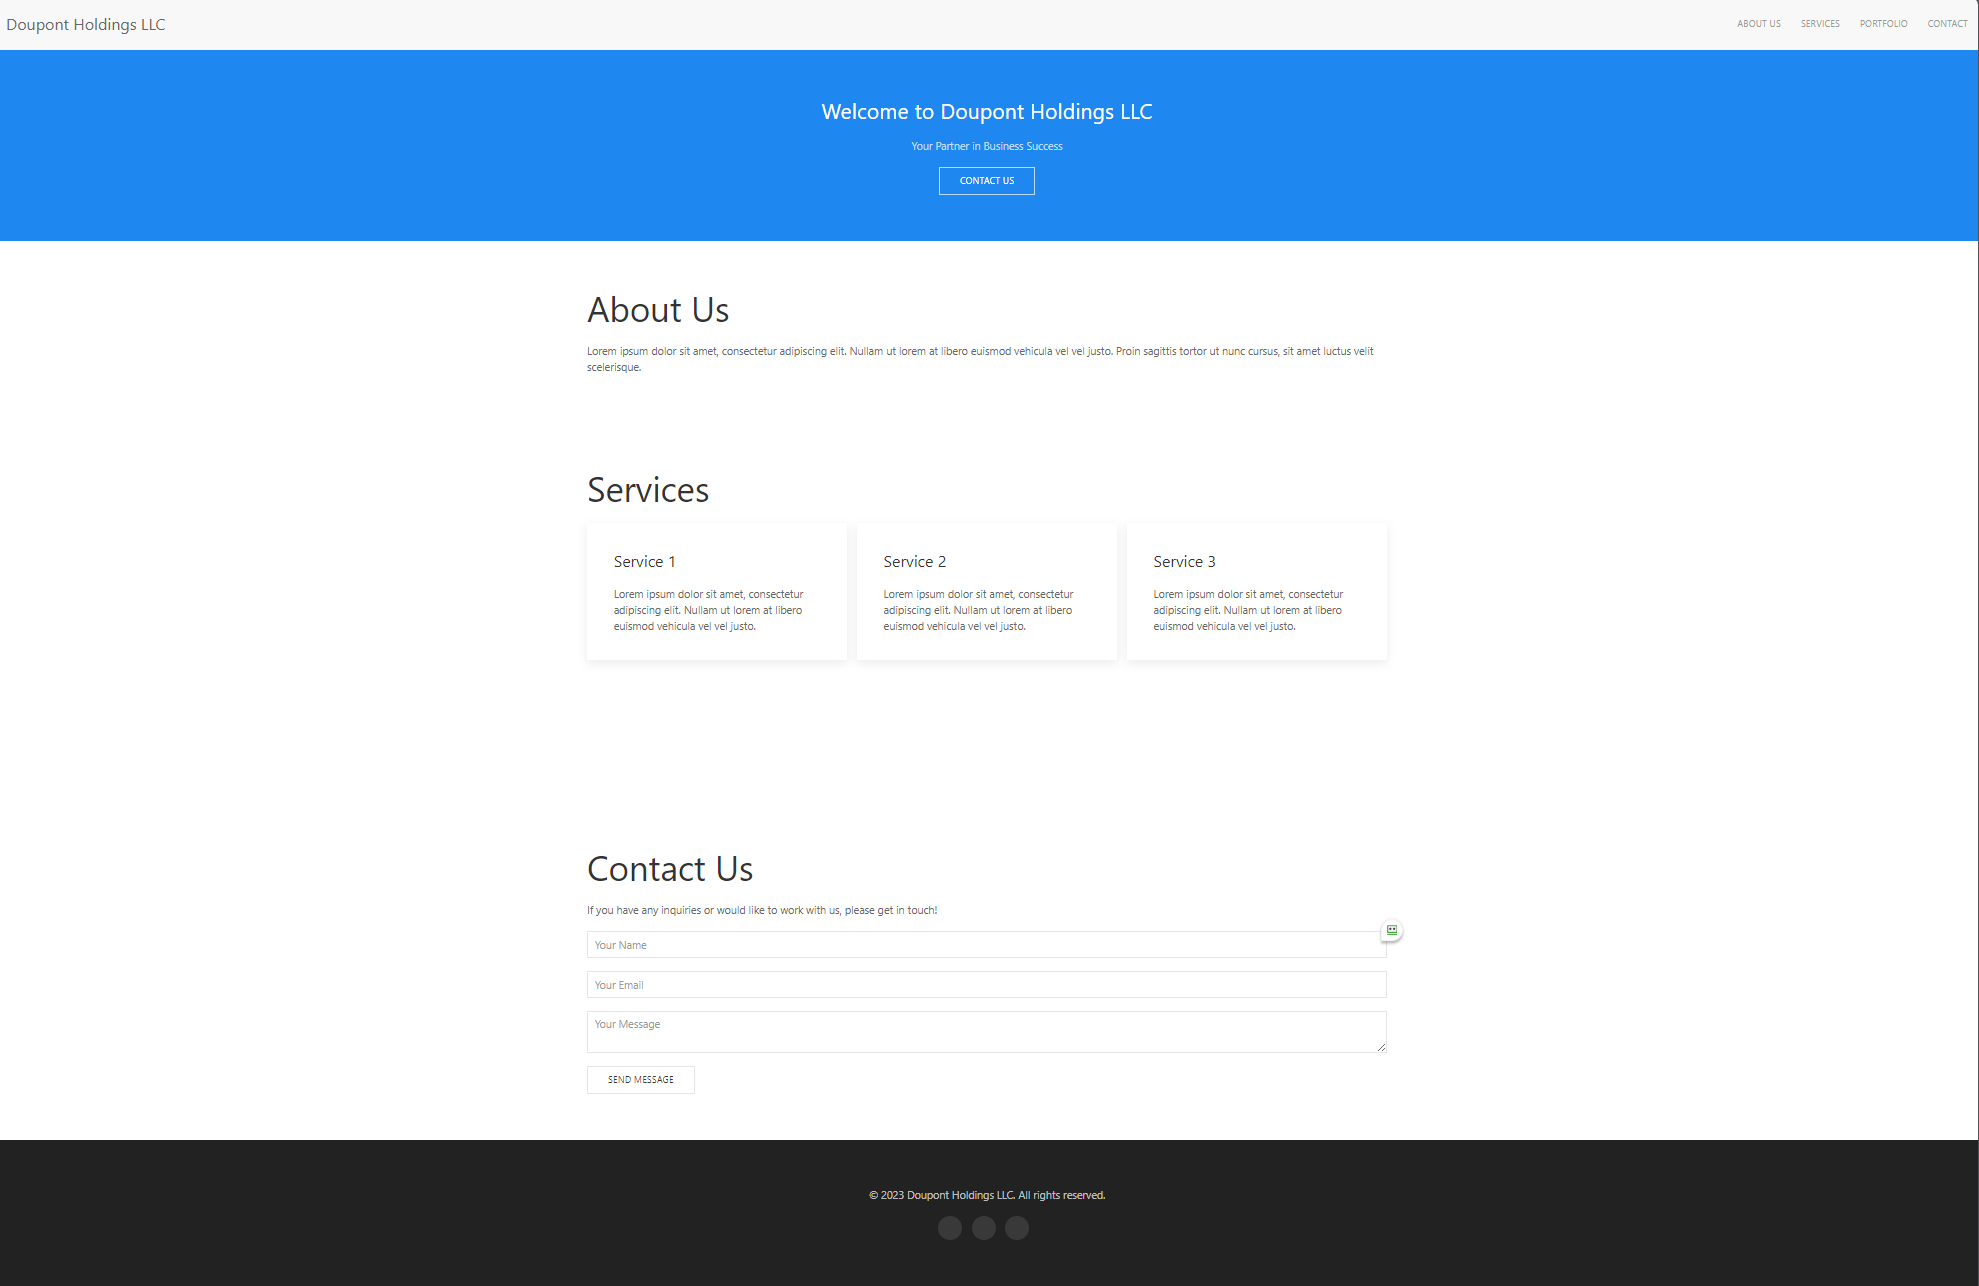 Doupont Holdings LLC
ABOUT US SERVICES PORTFOLIO CONTACT
Welcome to Doupont Holdings LLC
Your Partner in Business Success
CONTACT US
About Us
Lorem ipsum dolor sit amet, consectetur adipiscing elit. Nullam ut lorem at libero euismod vehicula vel vel justo. Proin sagittis tortor ut nunc cursus, sit amet luctus velit
scelerisque.
Services
Service 1
Lorem ipsum dolor sit amet, consectetur
adipiscing elit. Nullam ut lorem at libero
euismod vehicula vel vel justo.
Service 2
Lorem ipsum dolor sit amet, consectetur
adipiscing elit. Nullam ut lorem at libero
euismod vehicula vel vel justo.
Service 3
Lorem ipsum dolor sit amet, consectetur
adipiscing elit. Nullam ut lorem at libero
euismod vehicula vel vel justo.
Contact Us
If you have any inquiries or would like to work with us, please get in touch!
Your Name
Your Email
Your Message
SEND MESSAGE
© 2023 Doupont Holdings LLC. All rights reserved.